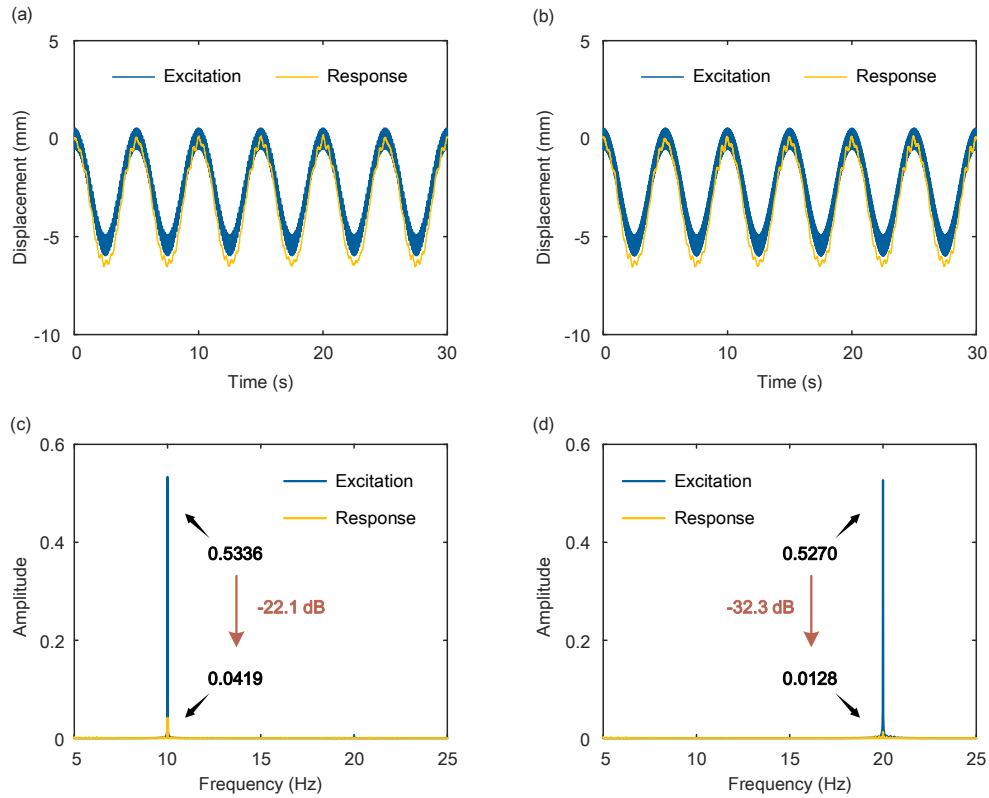 (a)
5
0
-5
-10
Displacement (mm)
Excitation Response
0 10 20 30
Time (s)
(b)
5
0
-5
-10
Displacement (mm)
Excitation Response
0 10 20 30
Time (s)
(c)
0.6
0.4
0.2
0
Amplitude
Excitation
Response
0.5336
-22.1 dB
0.0419
5 10 15 20 25
Frequency (Hz)
(d)
0.6
0.4
0.2
0
Amplitude
Excitation
Response
0.5270
-32.3 dB
0.0128
5 10 15 20 25
Frequency (Hz)